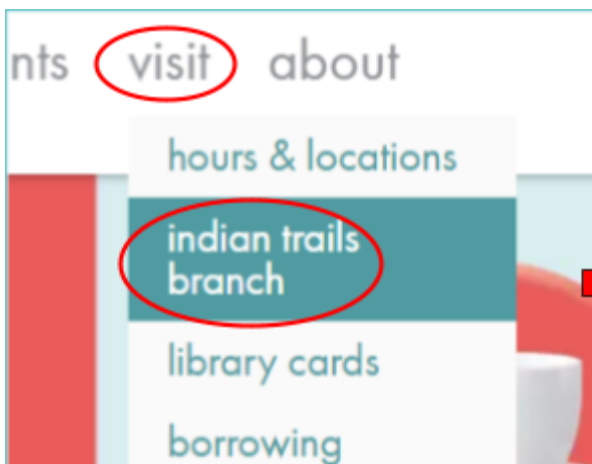 nts visit about
hours & locations
indian trails
branch
library cards
borrowing